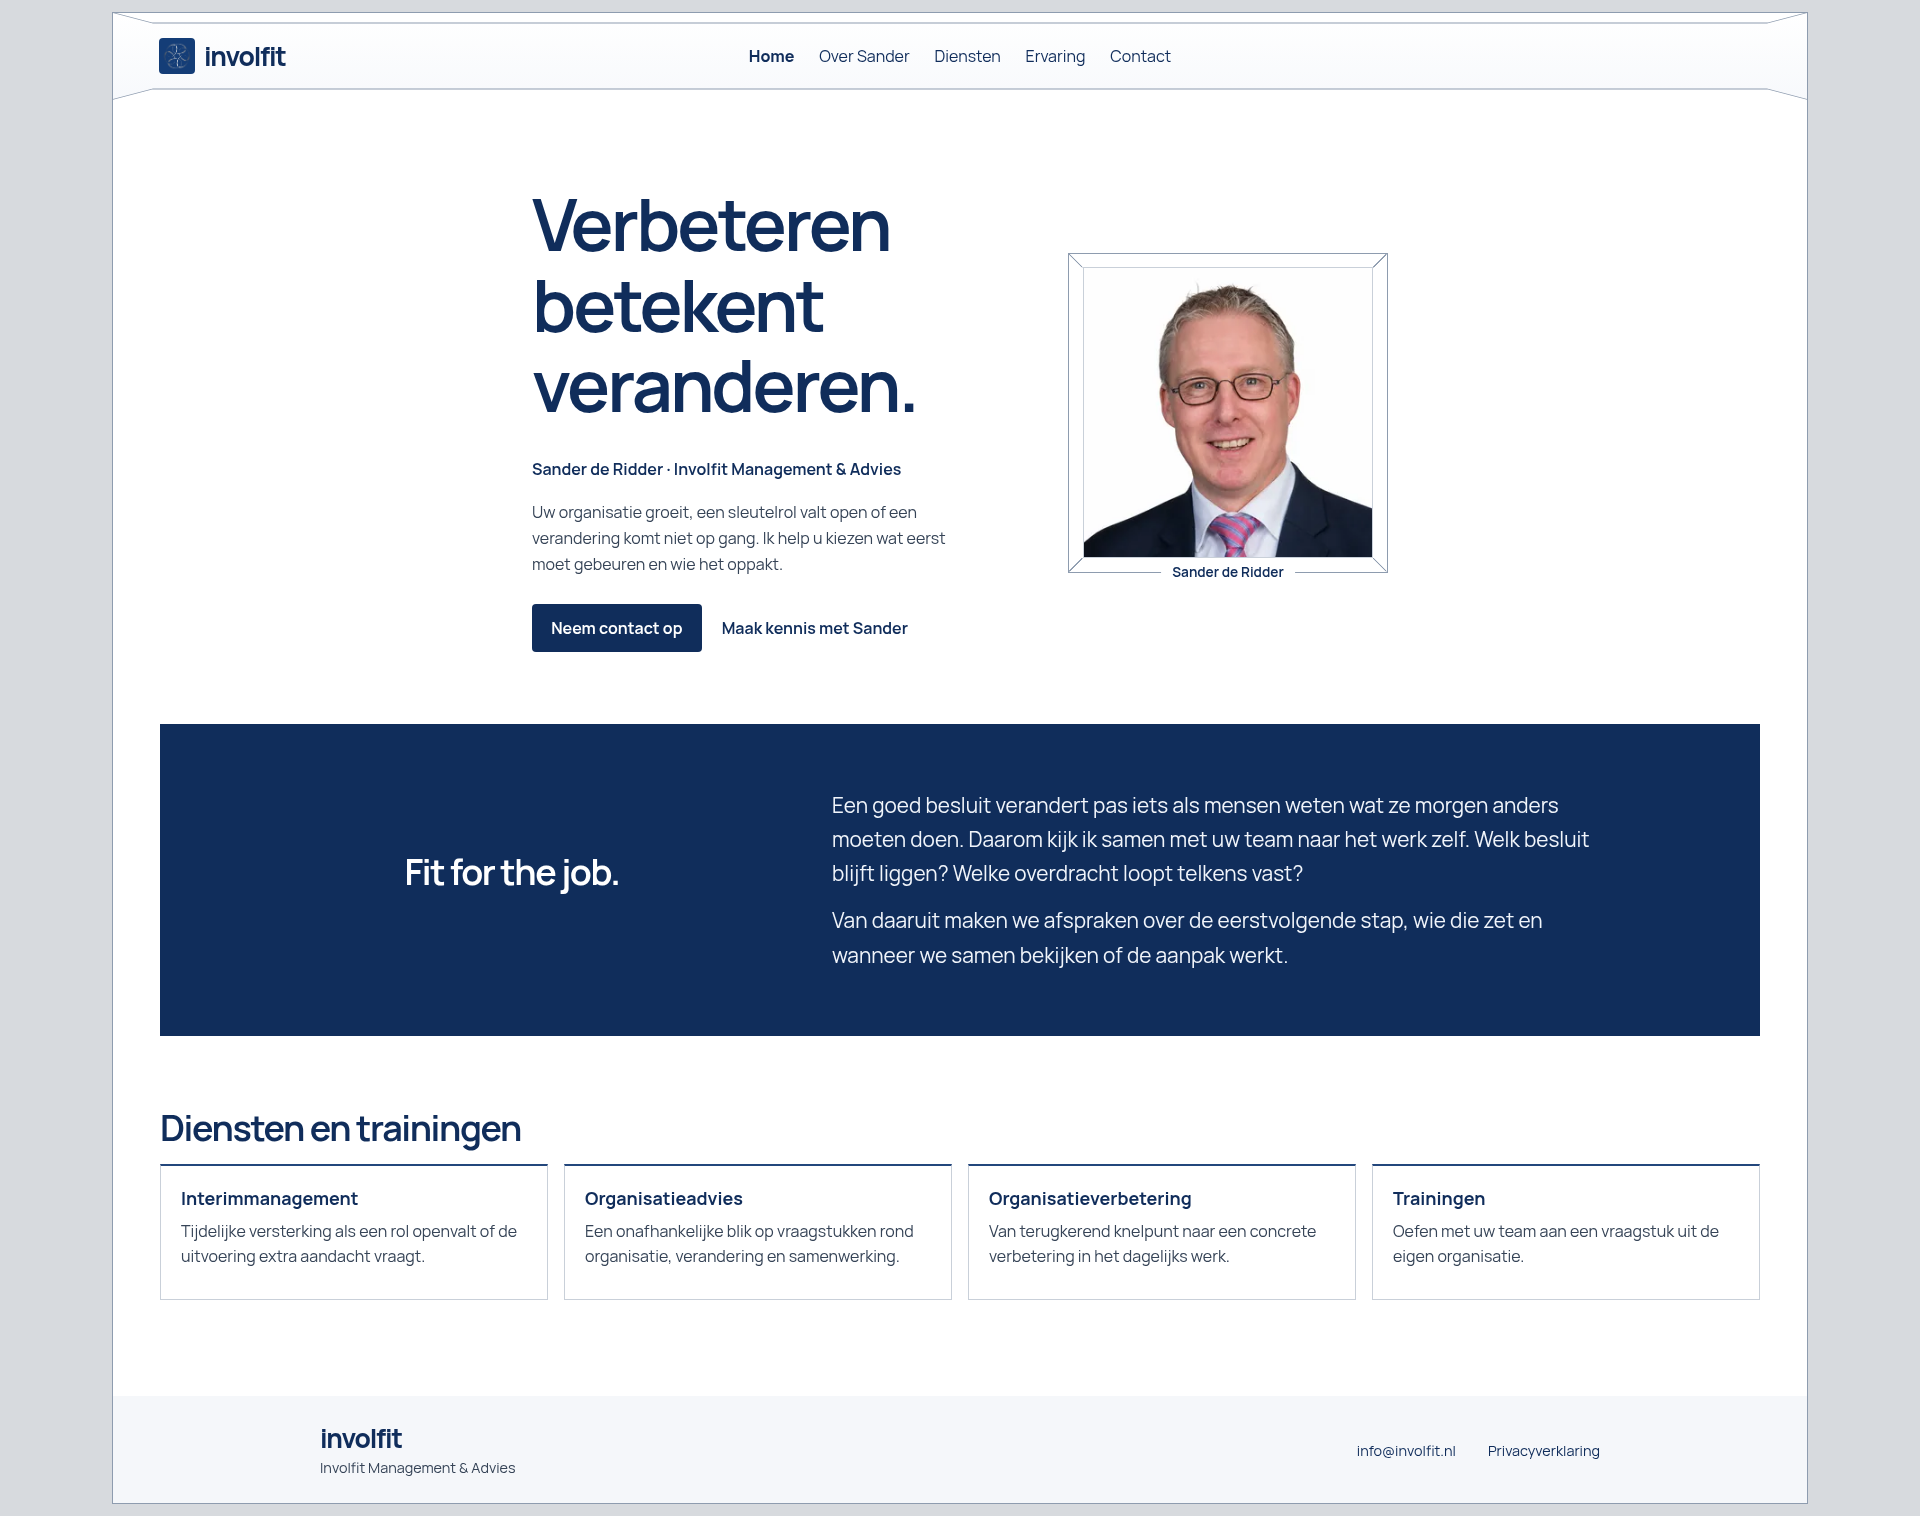 involfit
Home Over Sander Diensten Ervaring Contact
Verbeteren
betekent
veranderen.
Sander de Ridder · Involfit Management & Advies
Uw organisatie groeit, een sleutelrol valt open of een
verandering komt niet op gang. Ik help u kiezen wat eerst
moet gebeuren en wie het oppakt.
Neem contact op
Maak kennis met Sander
Sander de Ridder
Fit for the job.
Een goed besluit verandert pas iets als mensen weten wat ze morgen anders
moeten doen. Daarom kijk ik samen met uw team naar het werk zelf. Welk besluit
blijft liggen? Welke overdracht loopt telkens vast?
Van daaruit maken we afspraken over de eerstvolgende stap, wie die zet en
wanneer we samen bekijken of de aanpak werkt.
Diensten en trainingen
Interimmanagement
Tijdelijke versterking als een rol openvalt of de
uitvoering extra aandacht vraagt.
Organisatieadvies
Een onafhankelijke blik op vraagstukken rond
organisatie, verandering en samenwerking.
Organisatieverbetering
Van terugkerend knelpunt naar een concrete
verbetering in het dagelijks werk.
Trainingen
Oefen met uw team aan een vraagstuk uit de
eigen organisatie.
involfit
Involfit Management & Advies
info@involfit.nl
Privacyverklaring